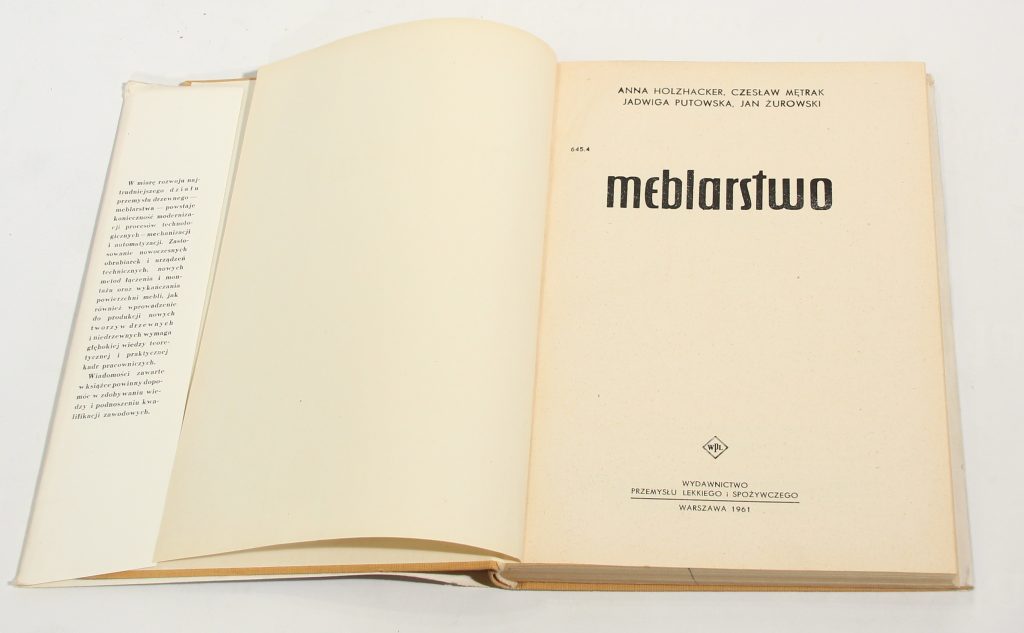 W miarę rozwoju naj-
trudniejszego działu
przemysłu drzewnego —
meblarstwa — powstaje
konieczność moderniza-
cji procesów technolo-
gicznych — mechanizacji
i automatyzacji. Zasto-
sowanie nowoczesnych
obrabiarek i urządzeń
technicznych, nowych
metod łączenia i mon-
tażu oraz wykańczania
powierzchni mebli, jak
również wprowadzenie
do produkcji nowych
tworzyw drzewnych
i niedrzewnych wymaga
głębokiej wiedzy teore-
tycznej i praktycznej
kadr pracowniczych.
Wiadomości zawarte
w książce powinny dopo-
móc w zdobywaniu wie-
dzy i podnoszeniu kwa-
lifikacji zawodowych.
ANNA HOLZHACKER, CZESŁAW MĘTRAK
JADWIGA PUTOWSKA, JAN ŻUROWSKI
645.4
meblarstwo
WPL
WYDAWNICTWO
PRZEMYSŁU LEKKIEGO i SPOŻYWCZEGO
WARSZAWA 1961